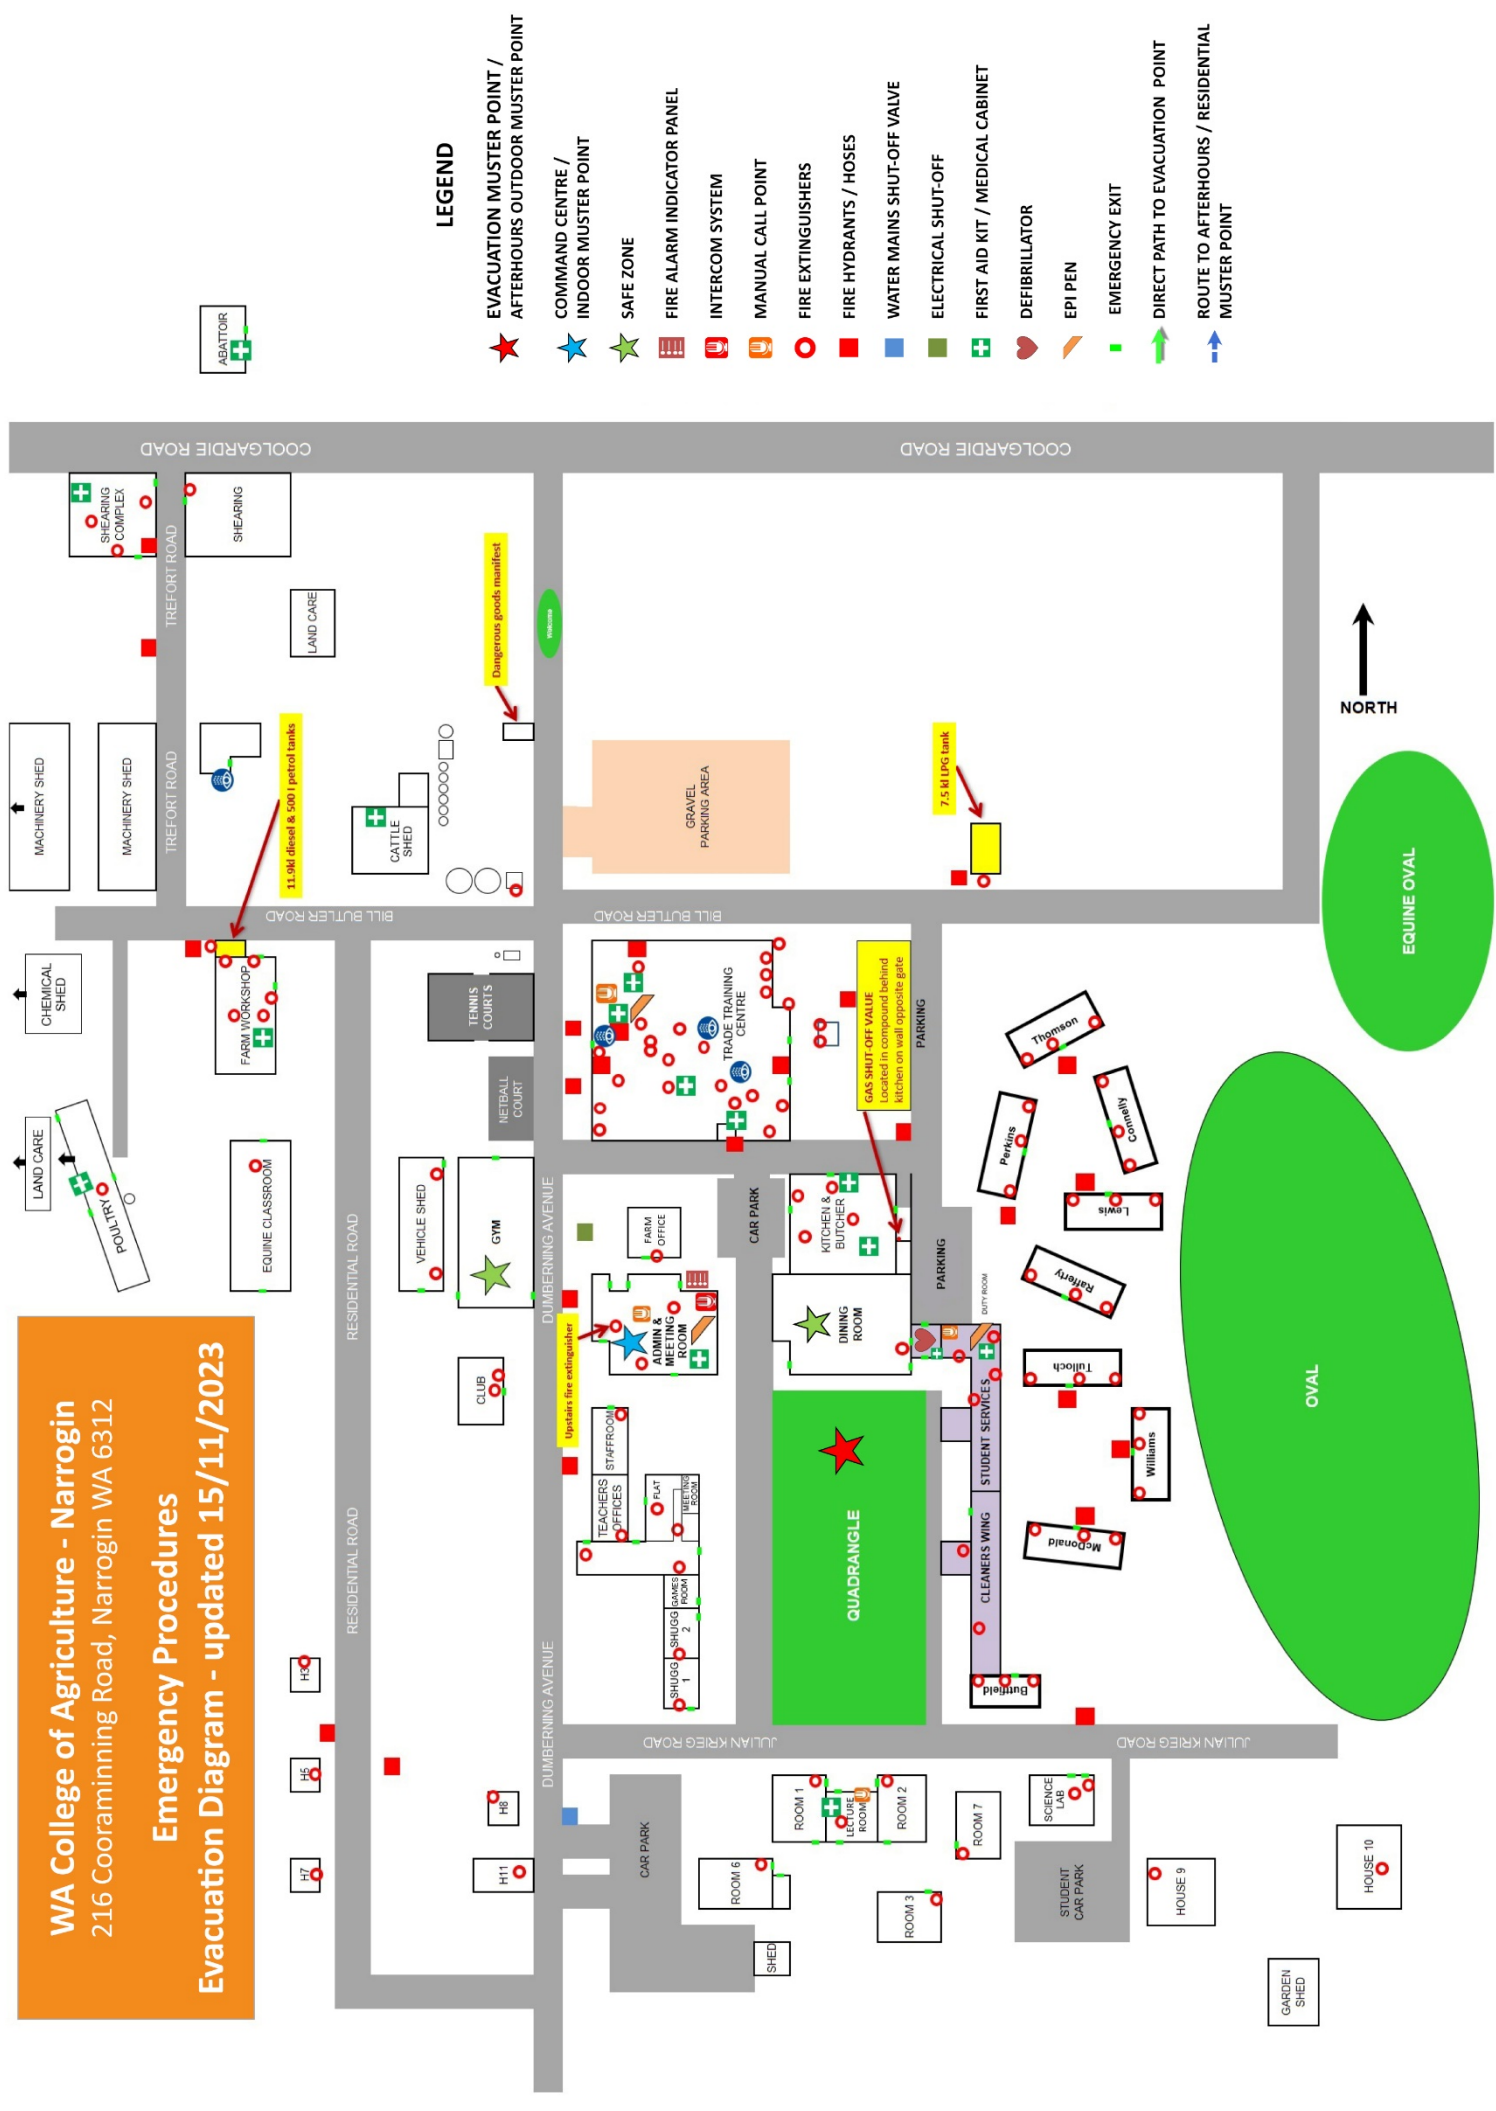 WA College of Agriculture - Narrogin
216 Cooraminning Road, Narrogin WA 6312
Emergency Procedures
Evacuation Diagram - updated 15/11/2023
LEGEND
EVACUATION MUSTER POINT /
AFTERHOURS OUTDOOR MUSTER POINT
COMMAND CENTRE /
INDOOR MUSTER POINT
SAFE ZONE
FIRE ALARM INDICATOR PANEL
INTERCOM SYSTEM
MANUAL CALL POINT
FIRE EXTINGUISHERS
FIRE HYDRANTS / HOSES
WATER MAINS SHUT-OFF VALVE
ELECTRICAL SHUT-OFF
FIRST AID KIT / MEDICAL CABINET
DEFIBRILLATOR
EPI PEN
EMERGENCY EXIT
DIRECT PATH TO EVACUATION POINT
ROUTE TO AFTERHOURS / RESIDENTIAL
MUSTER POINT
LAND CARE
CHEMICAL
SHED
MACHINERY SHED
POULTRY
MACHINERY SHED
SHEARING
COMPLEX
TREFORT ROAD
TREFORT ROAD
COOLGARDIE ROAD
ABATTOIR
EQUINE CLASSROOM
FARM WORKSHOP
SHEARING
11.9kl diesel & 500 l petrol tanks
LAND CARE
H7
H5
H3
RESIDENTIAL ROAD
RESIDENTIAL ROAD
BILL BUTLER ROAD
CATTLE
SHED
VEHICLE SHED
TENNIS
COURTS
H11
H8
CLUB
GYM
NETBALL
COURT
Dangerous goods manifest
DUMBERNING AVENUE
DUMBERNING AVENUE
Welcome
Upstairs fire extinguisher
TEACHERS
OFFICES
STAFFROOM
ADMIN &
MEETING
ROOM
FARM
OFFICE
BILL BUTLER ROAD
TRADE TRAINING
CENTRE
GRAVEL
PARKING AREA
CAR PARK
JULIAN KRIEG ROAD
SHUGG
1
SHUGG
2
GAMES
ROOM
FLAT
MEETING
ROOM
ROOM 6
SHED
CAR PARK
ROOM 1
LECTURE
ROOM
ROOM 2
QUADRANGLE
DINING
ROOM
KITCHEN &
BUTCHER
GAS SHUT-OFF VALUE
Located in compound behind
kitchen on wall opposite gate
PARKING
PARKING
COOLGARDIE ROAD
7.5 kl LPG tank
ROOM 3
ROOM 7
Buttfield
CLEANERS WING
STUDENT SERVICES
DUTY ROOM
SCIENCE
LAB
STUDENT
CAR PARK
JULIAN KRIEG ROAD
McDonald
Williams
Tulloch
Rafferty
Lewis
Perkins
Connelly
Thomson
HOUSE 9
HOUSE 10
GARDEN
SHED
OVAL
EQUINE OVAL
NORTH